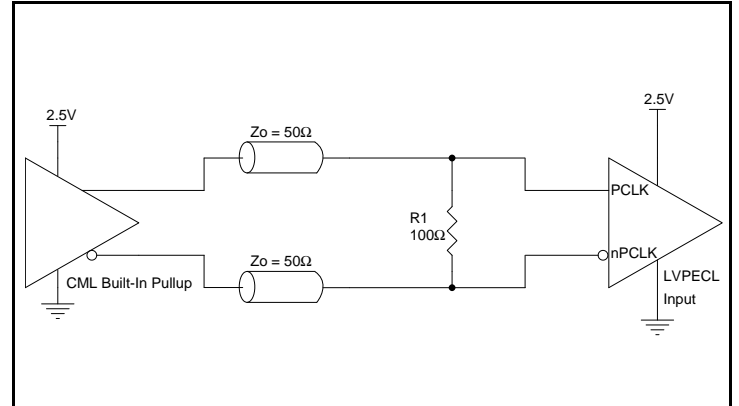 2.5V
2.5V
Zo = 50Ω
PCLK
R1
100Ω
Zo = 50Ω
nPCLK
CML Built-In Pullup
LVPECL
Input